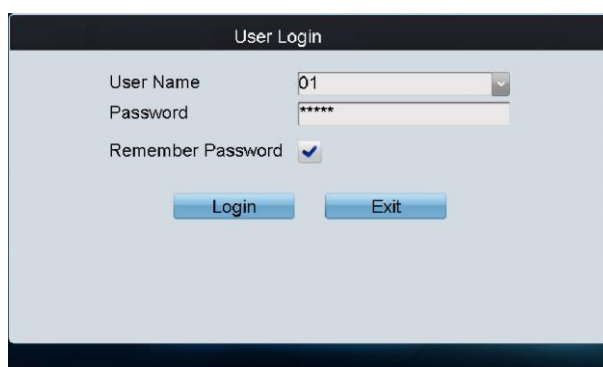 User Login
User Name 01
Password *****
Remember Password
Login Exit